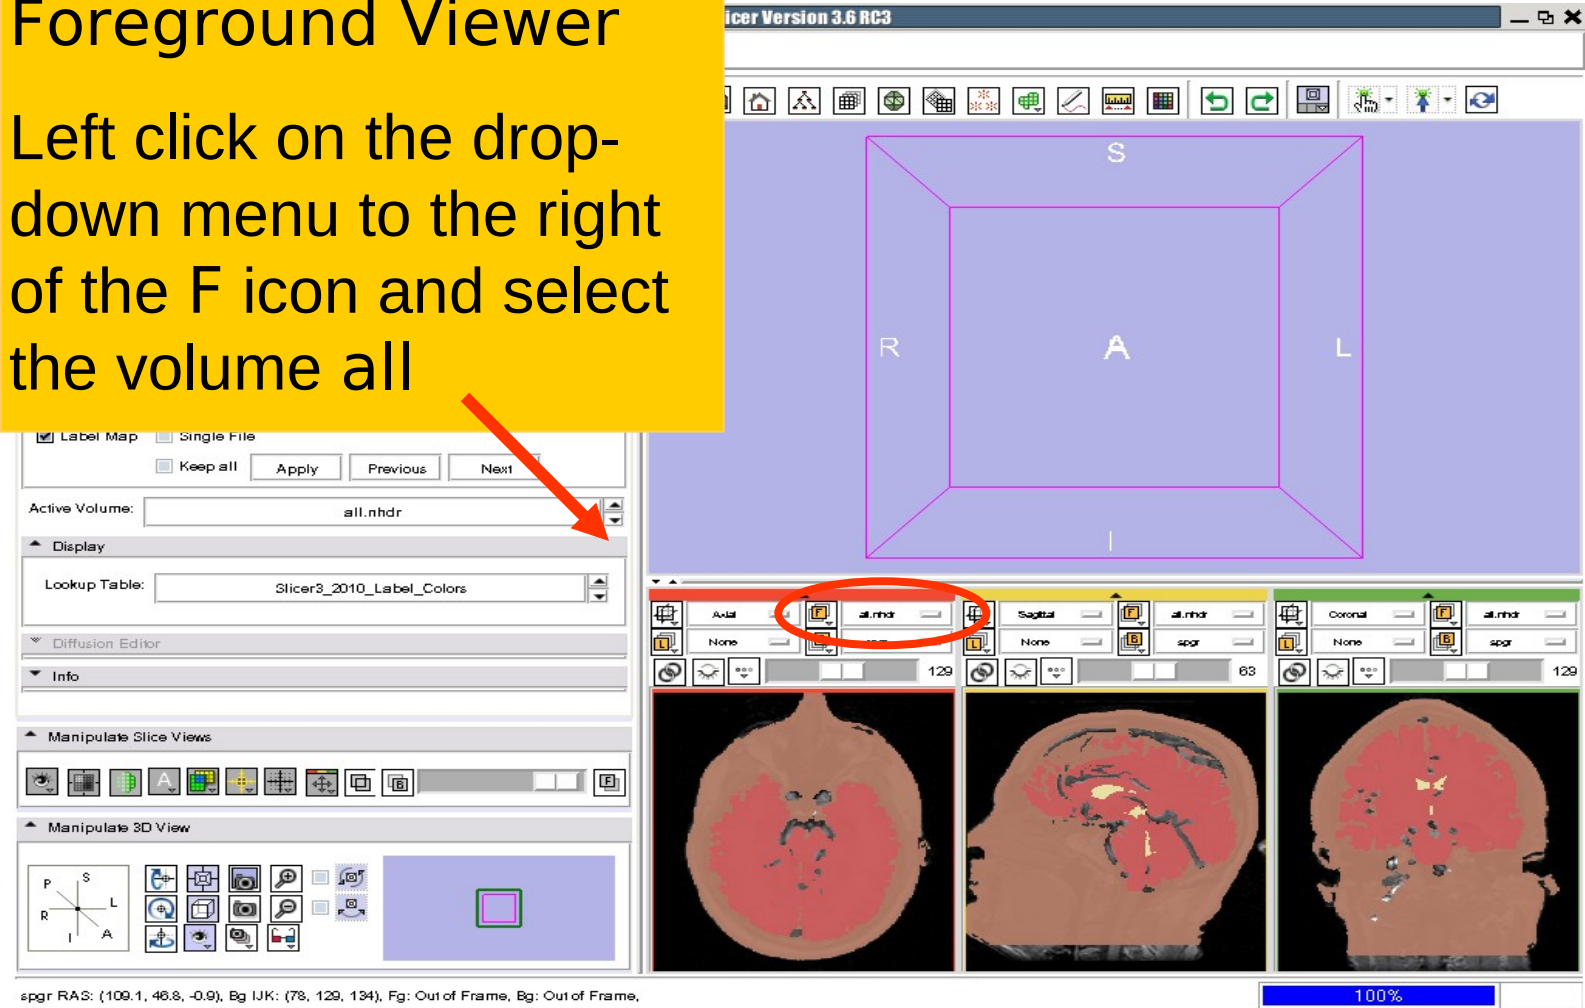 Foreground Viewer
Left click on the drop-
down menu to the right
of the F icon and select
the volume all
icer Version 3.6 RC3
S
R
A
L
I
Label Map Single File
Keep all Apply Previous Next
Active Volume: all.nhdr
Display
Lookup Table: Slicer3_2010_Label_Colors
Diffusion Editor
Info
Manipulate Slice Views
A B F
Manipulate 3D View
P S
R L
I A
Axial F all.nhdr
L None B
129
Sagittal F all.nhdr
L None B spgr
63
Coronal F all.nhdr
L None B spgr
129
spgr RAS: (109.1, 46.8, -0.9), Bg IJK: (78, 129, 134), Fg: Out of Frame, Bg: Out of Frame,
100%